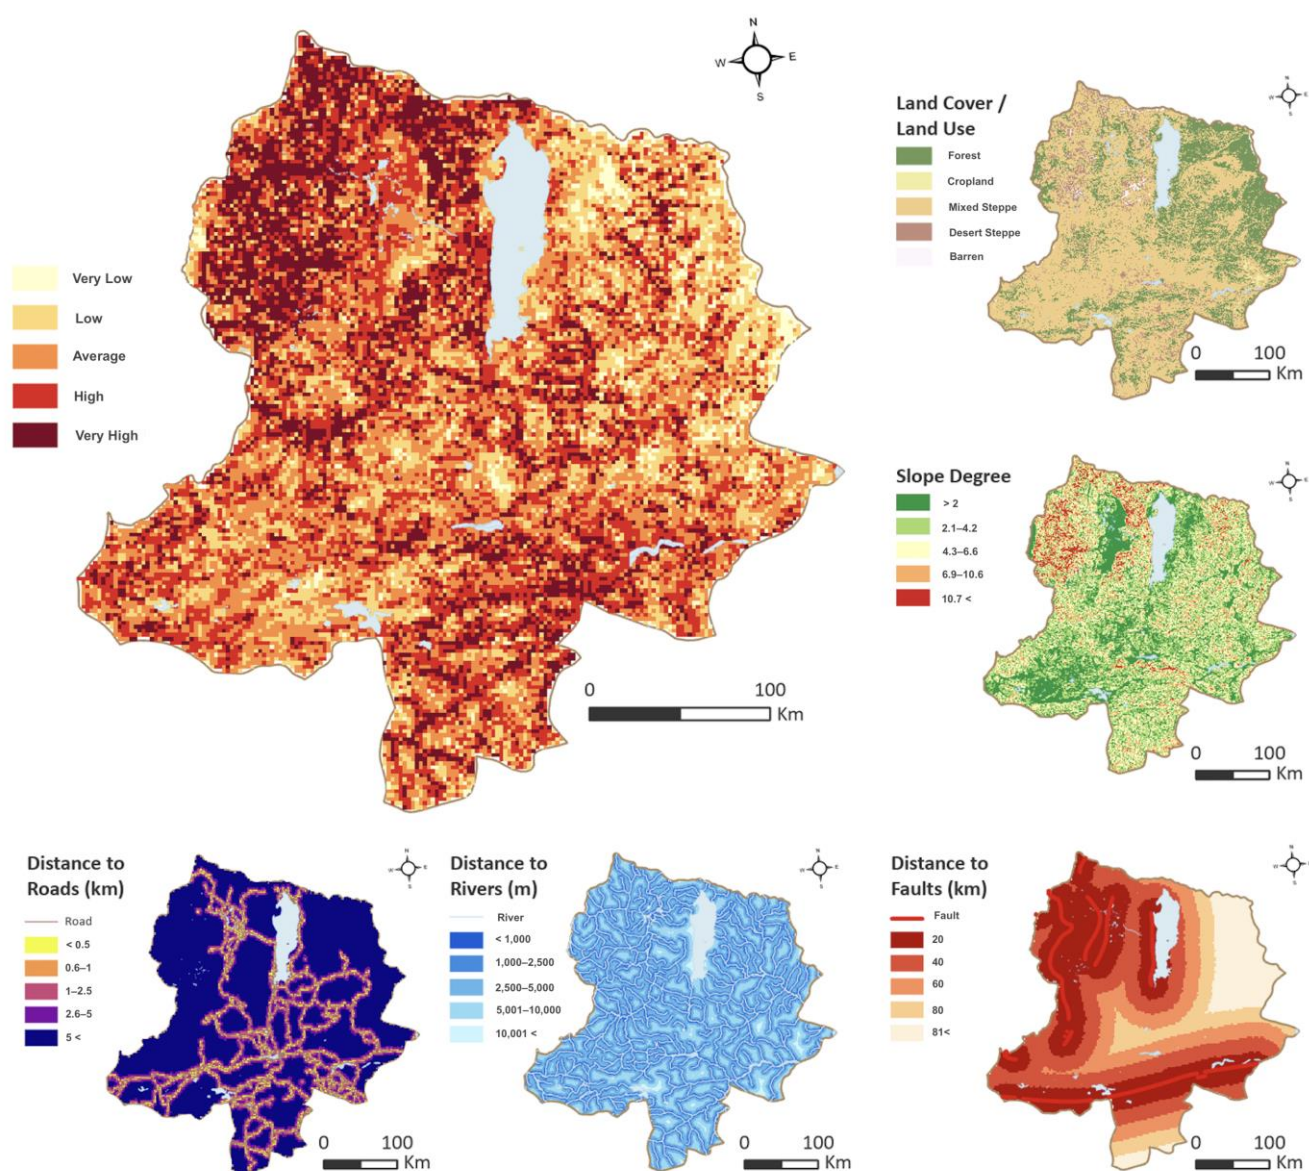 N
W
E
S
Very Low
Low
Average
High
Very High
0
100
Km
Land Cover /
Land Use
Forest
Cropland
Mixed Steppe
Desert Steppe
Barren
N
W
E
S
0
100
Km
Slope Degree
> 2
2.1–4.2
4.3–6.6
6.9–10.6
10.7 <
N
W
E
S
0
100
Km
Distance to
Roads (km)
Road
< 0.5
0.6–1
1–2.5
2.6–5
5 <
N
W
E
S
0
100
Km
Distance to
Rivers (m)
River
< 1,000
1,000–2,500
2,500–5,000
5,001–10,000
10,001 <
N
W
E
S
0
100
Km
Distance to
Faults (km)
Fault
20
40
60
80
81<
N
W
E
S
0
100
Km